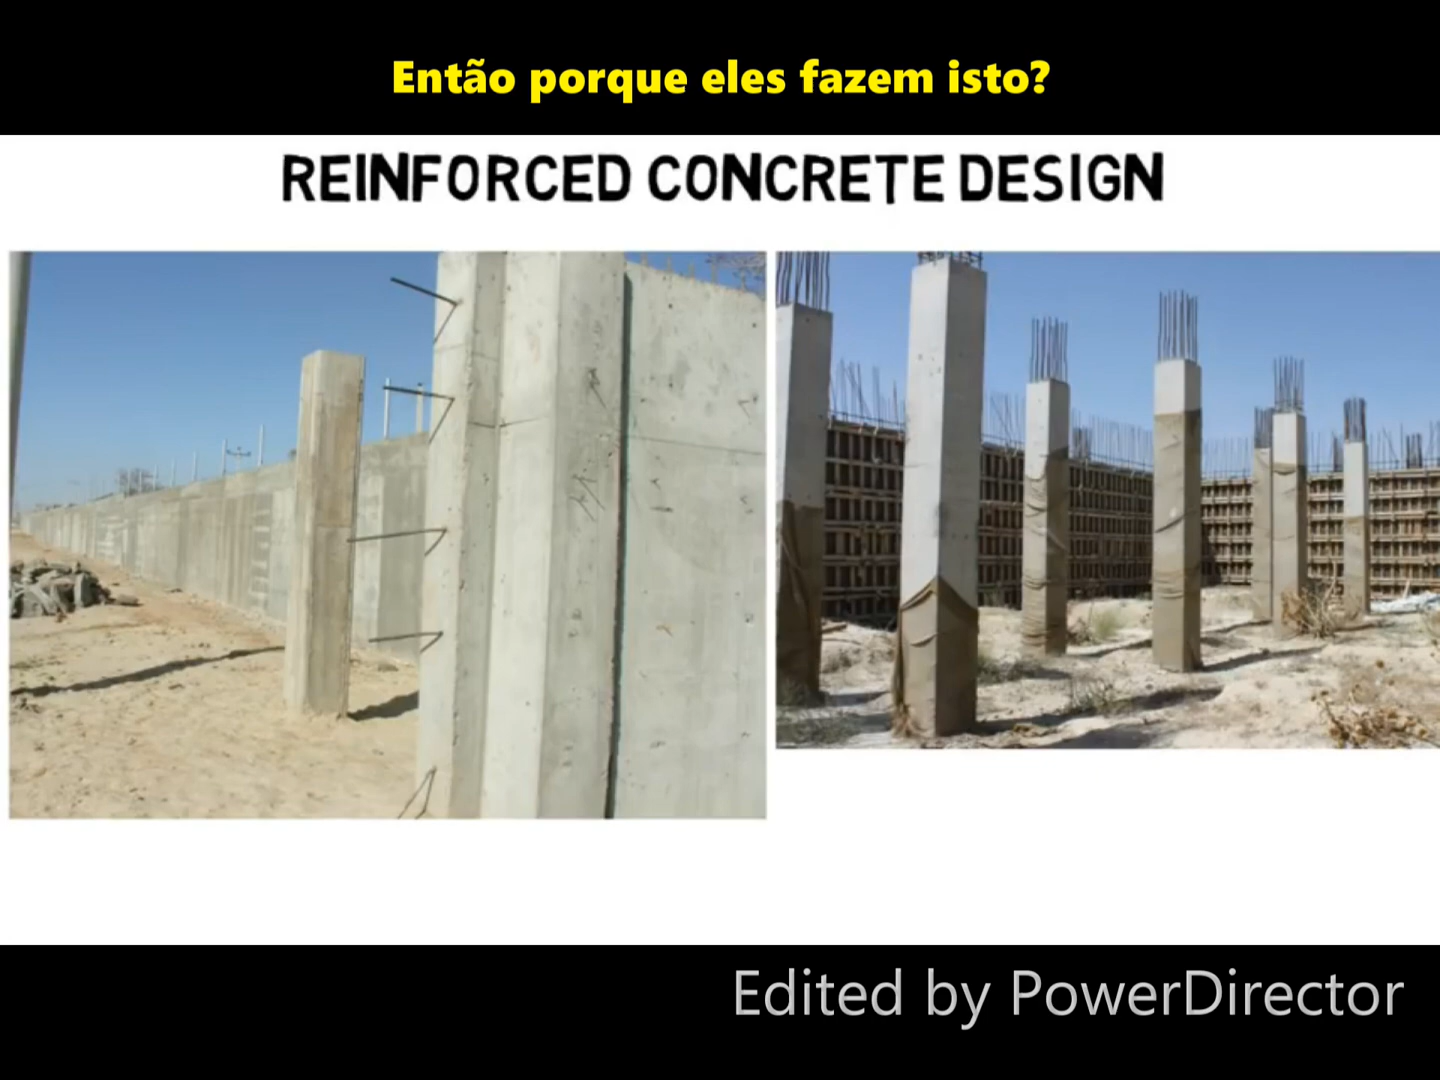 Então porque eles fazem isto?
REINFORCED CONCRETE DESIGN
Edited by PowerDirector